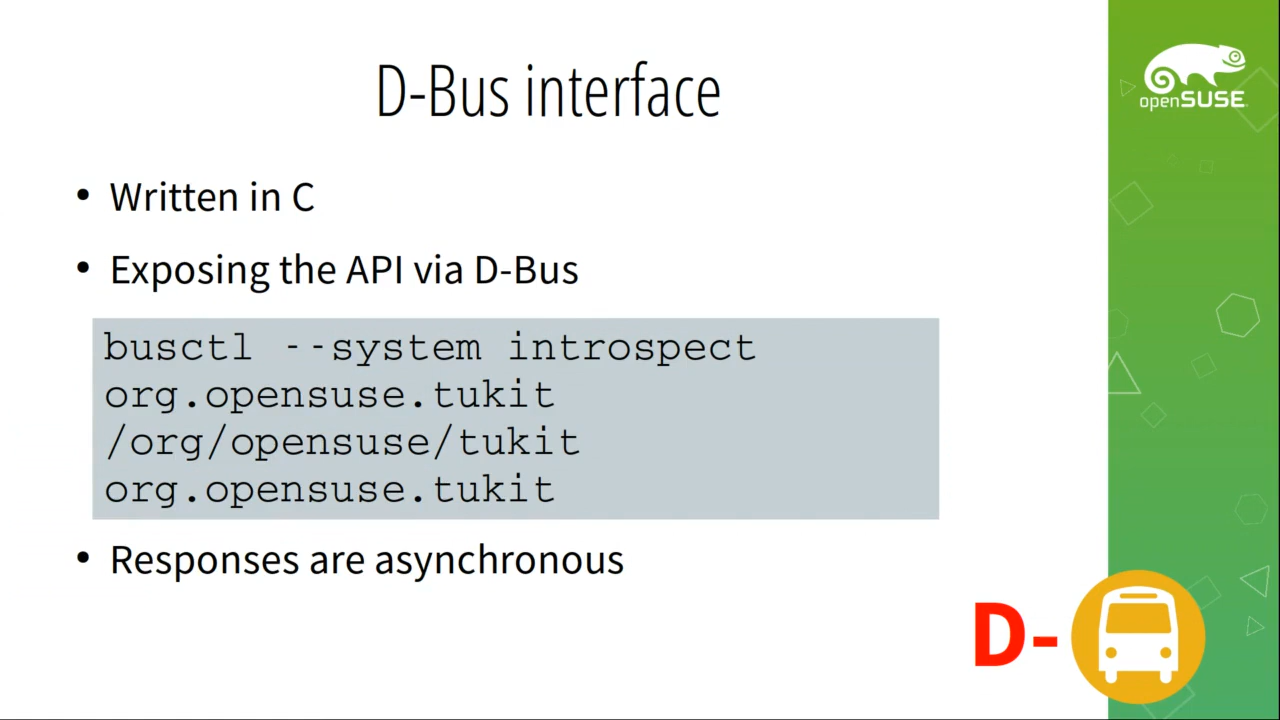 D-Bus interface
openSUSE
• Written in C
• Exposing the API via D-Bus
busctl --system introspect
org.opensuse.tukit
/org/opensuse/tukit
org.opensuse.tukit
• Responses are asynchronous
D-